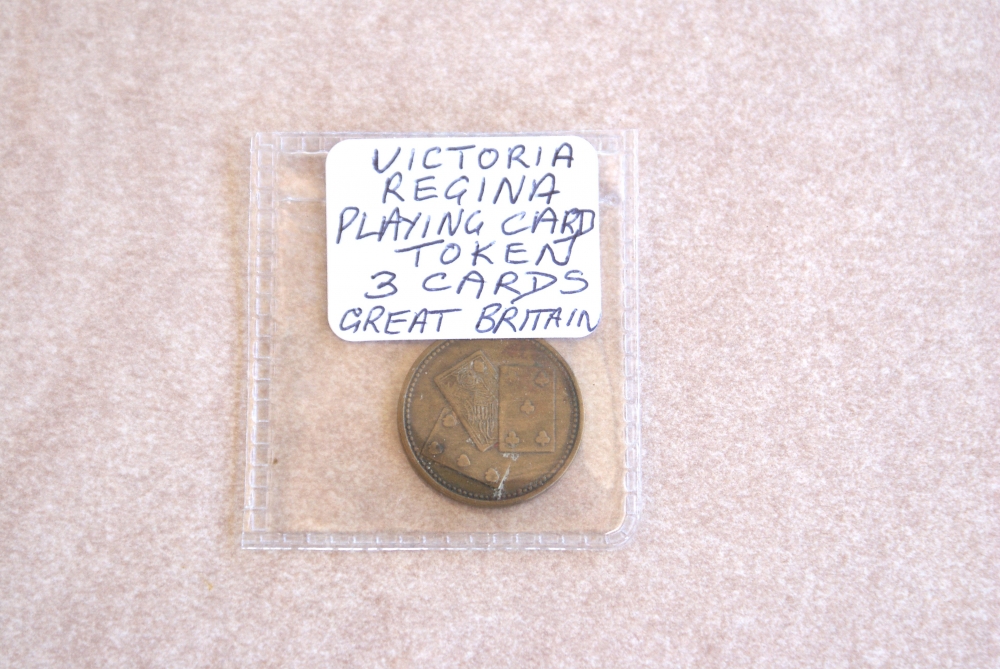 VICTORIA
REGINA
PLAYING CARD
TOKEN
3 CARDS
GREAT BRITAIN